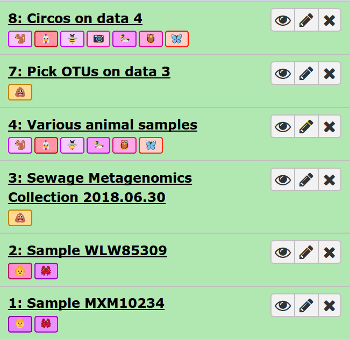 8: Circos on data 4
7: Pick OTUs on data 3
4: Various animal samples
3: Sewage Metagenomics
Collection 2018.06.30
2: Sample WLW85309
1: Sample MXM10234